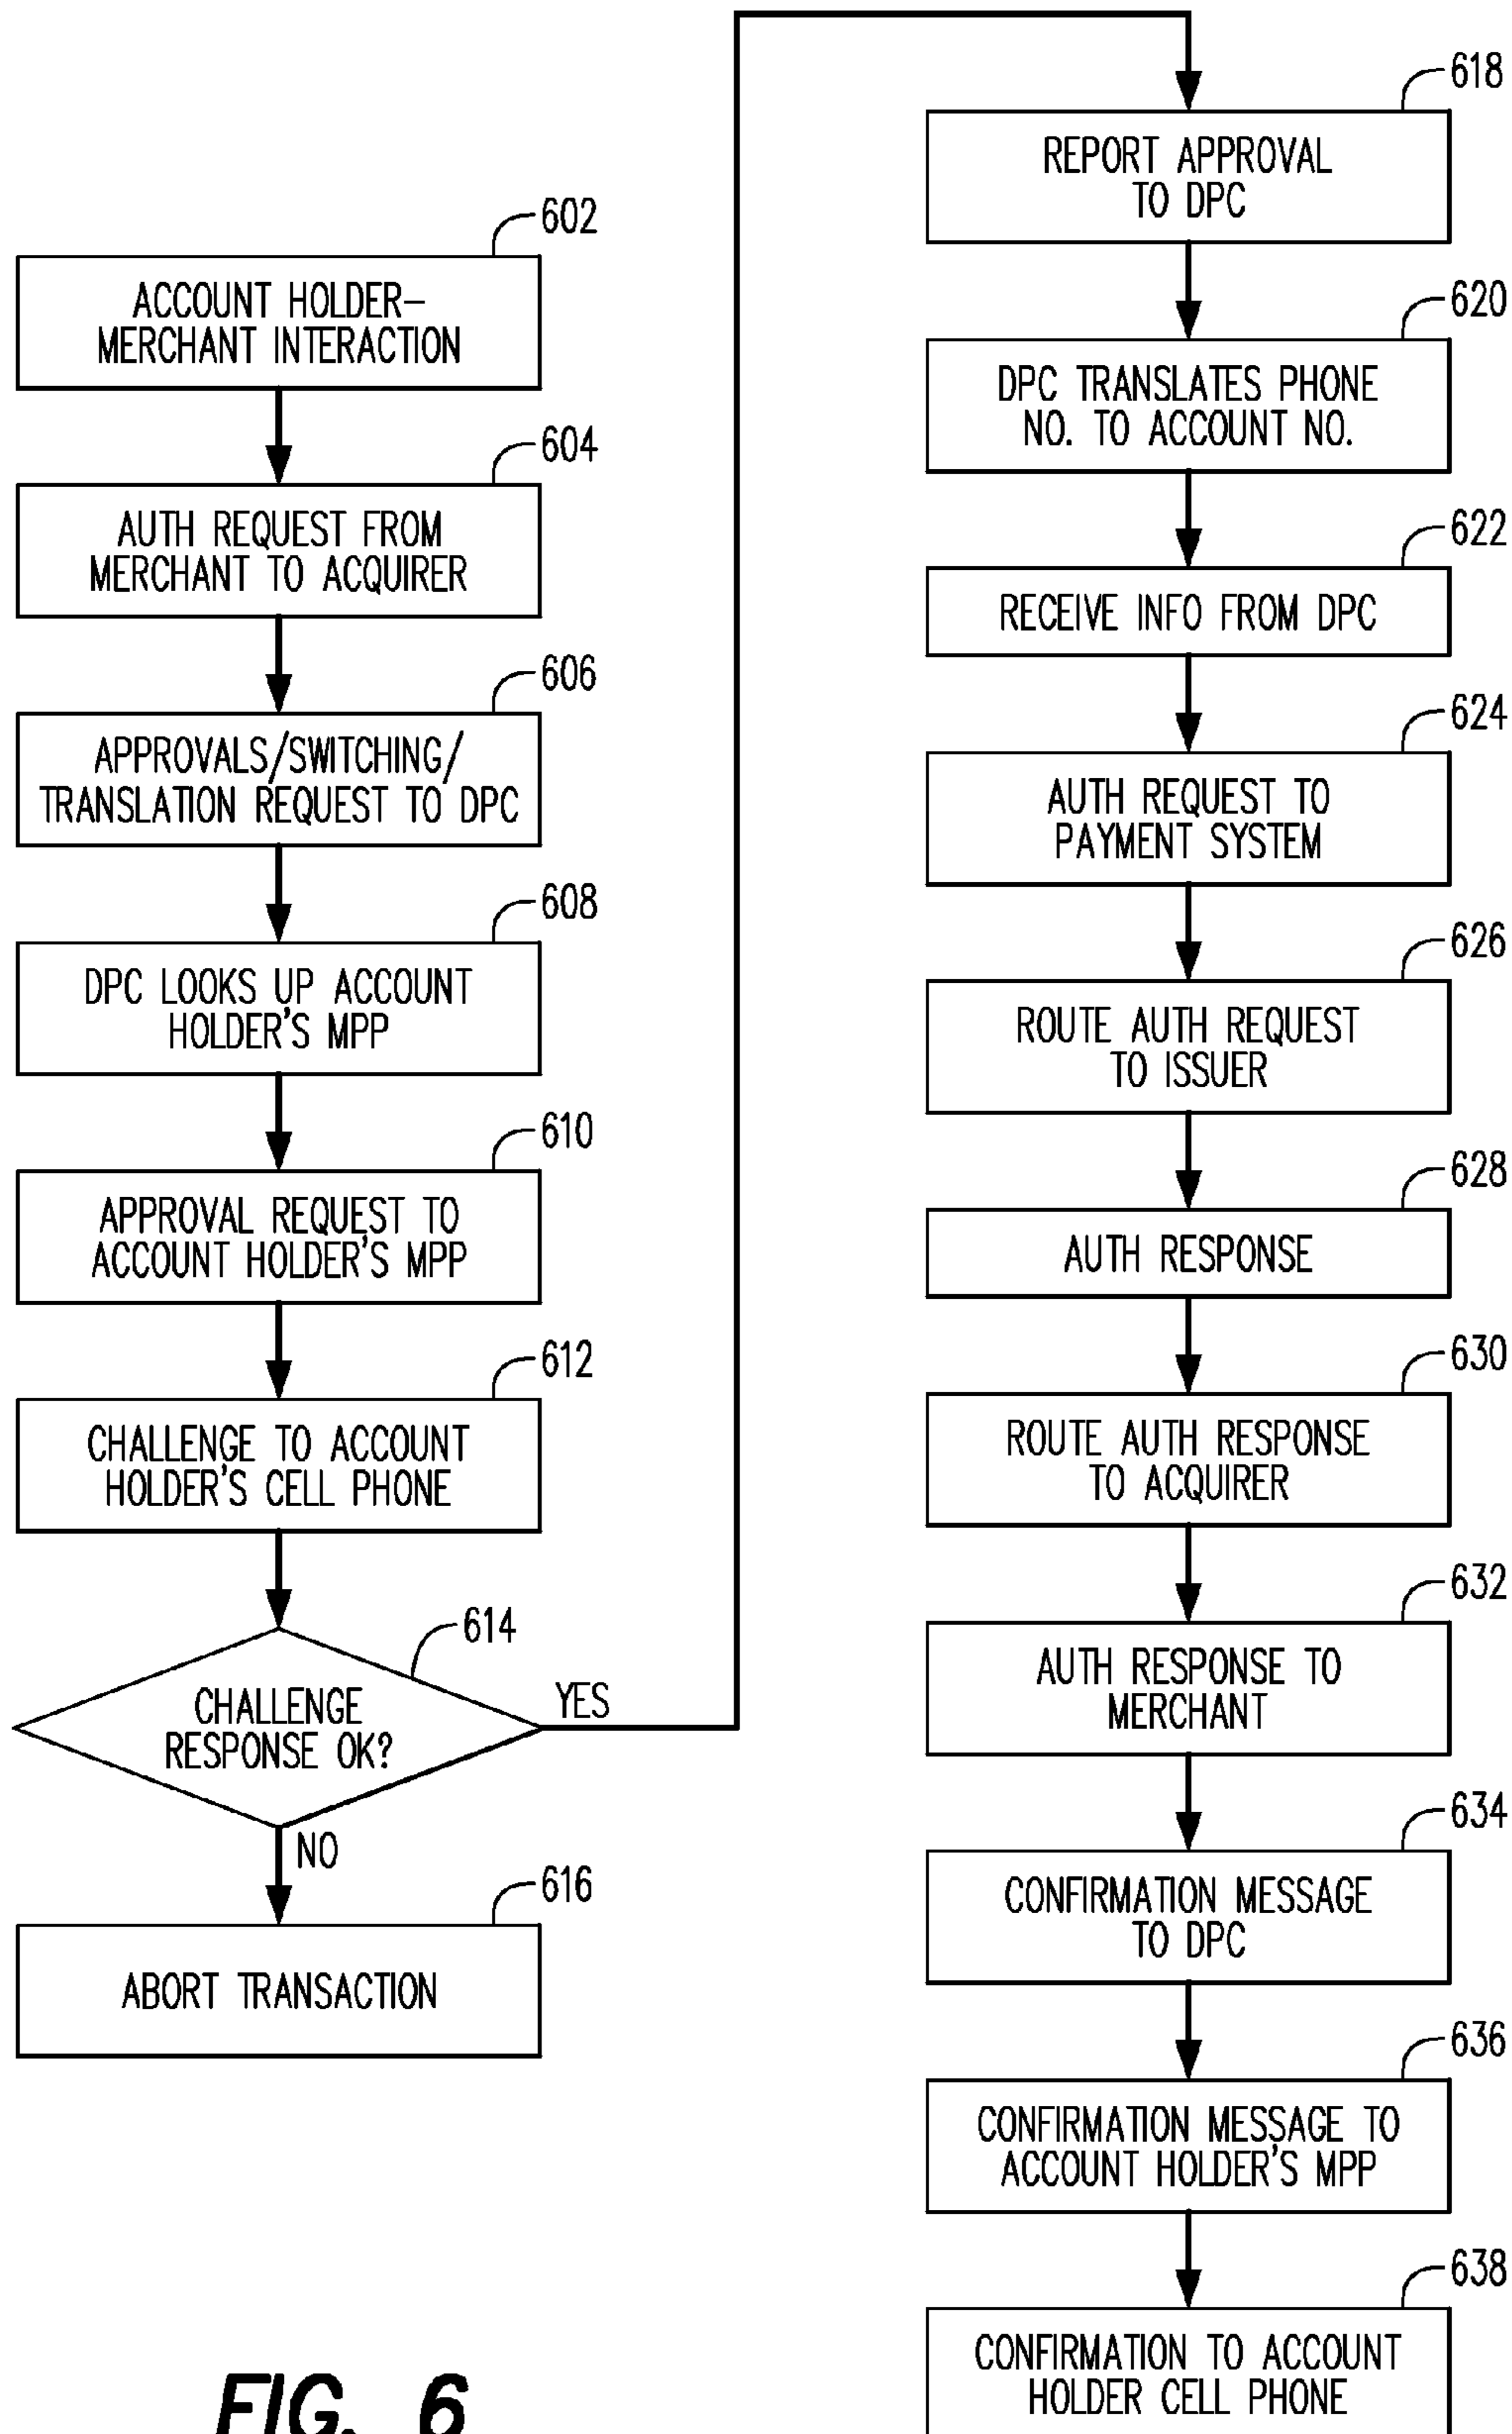 602
ACCOUNT HOLDER–
MERCHANT INTERACTION
604
AUTH REQUEST FROM
MERCHANT TO ACQUIRER
606
APPROVALS/SWITCHING/
TRANSLATION REQUEST TO DPC
608
DPC LOOKS UP ACCOUNT
HOLDER'S MPP
610
APPROVAL REQUEST TO
ACCOUNT HOLDER'S MPP
612
CHALLENGE TO ACCOUNT
HOLDER'S CELL PHONE
614
CHALLENGE
RESPONSE OK?
YES
NO
616
ABORT TRANSACTION
618
REPORT APPROVAL
TO DPC
620
DPC TRANSLATES PHONE
NO. TO ACCOUNT NO.
622
RECEIVE INFO FROM DPC
624
AUTH REQUEST TO
PAYMENT SYSTEM
626
ROUTE AUTH REQUEST
TO ISSUER
628
AUTH RESPONSE
630
ROUTE AUTH RESPONSE
TO ACQUIRER
632
AUTH RESPONSE TO
MERCHANT
634
CONFIRMATION MESSAGE
TO DPC
636
CONFIRMATION MESSAGE TO
ACCOUNT HOLDER'S MPP
638
CONFIRMATION TO ACCOUNT
HOLDER CELL PHONE
FIG. 6